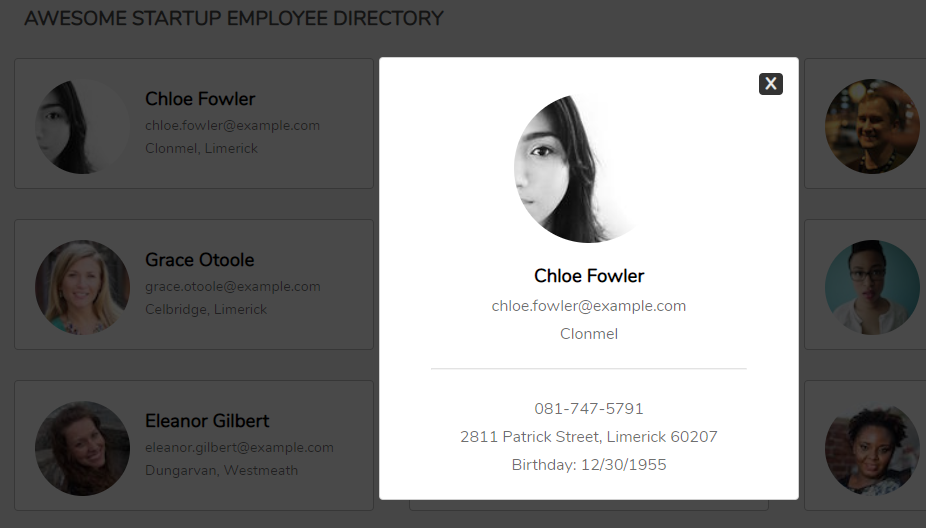 AWESOME STARTUP EMPLOYEE DIRECTORY
Chloe Fowler
chloe.fowler@example.com
Clonmel, Limerick
Grace Otoole
grace.otoole@example.com
Celbridge, Limerick
Eleanor Gilbert
eleanor.gilbert@example.com
Dungarvan, Westmeath
X
Chloe Fowler
chloe.fowler@example.com
Clonmel
081-747-5791
2811 Patrick Street, Limerick 60207
Birthday: 12/30/1955